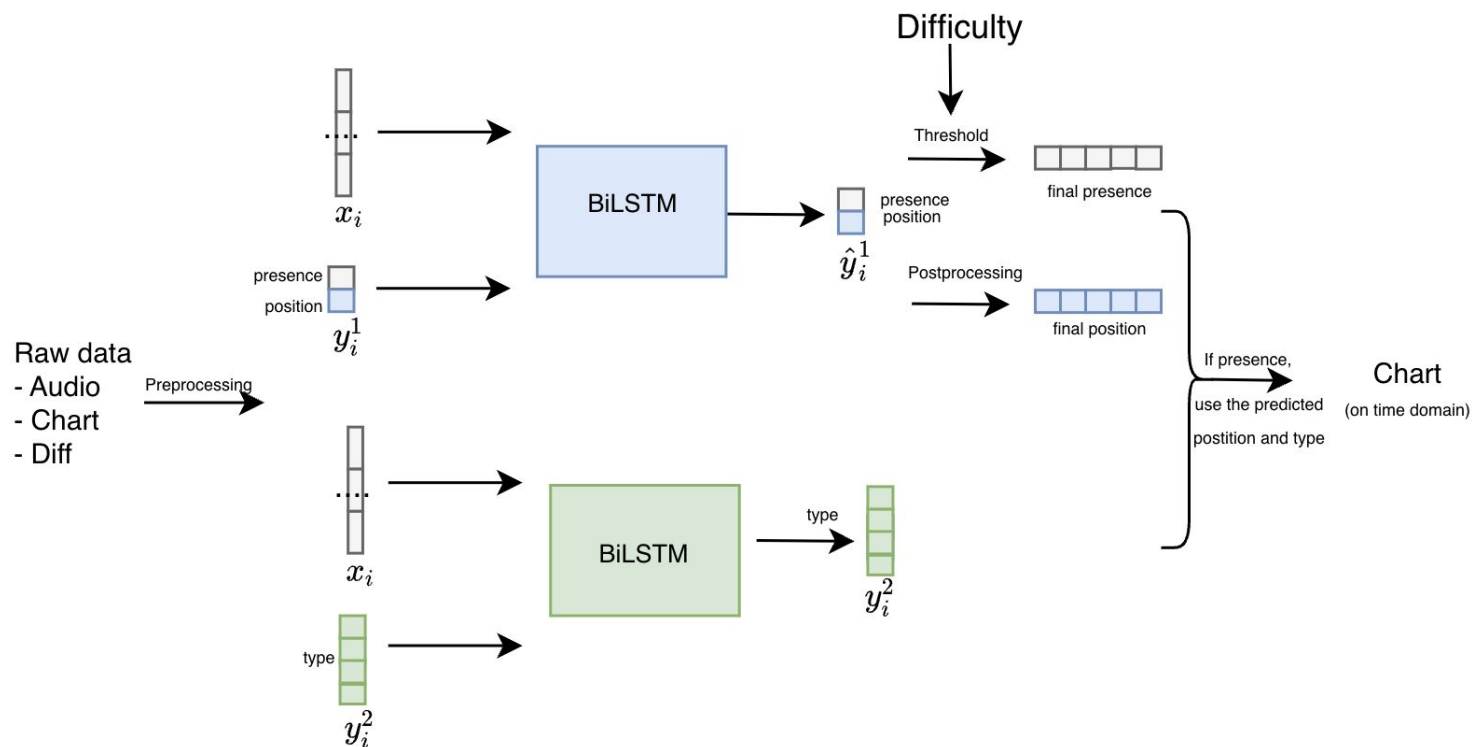 Difficulty
Threshold
final presence
....
x_i
BiLSTM
presence
position
ŷ_i^1
presence
position
y_i^1
Postprocessing
final position
Raw data
- Audio
- Chart
- Diff
Preprocessing
If presence,
use the predicted
postition and type
Chart
(on time domain)
....
x_i
BiLSTM
type
y_i^2
type
y_i^2